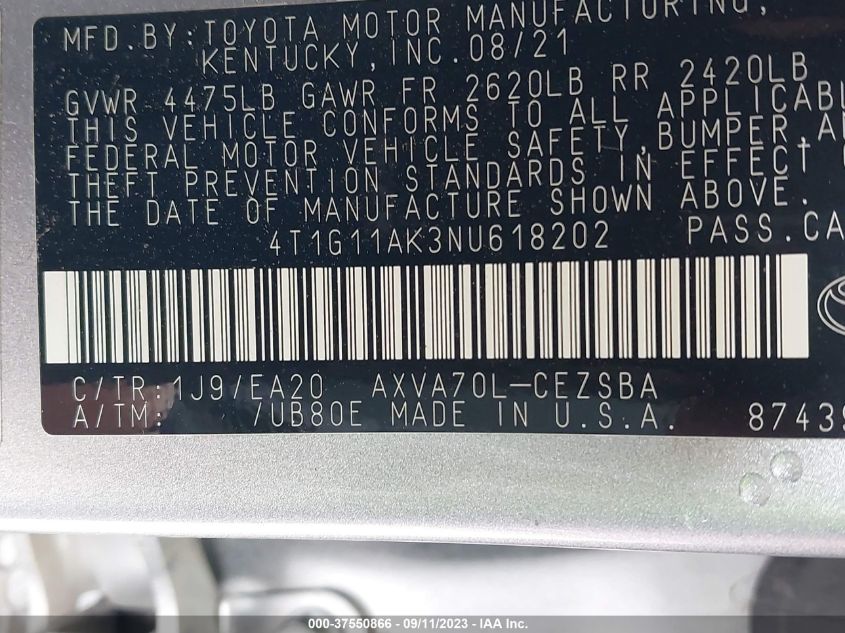 MFD.BY:TOYOTA MOTOR MANUFACTURING,
KENTUCKY,INC.08/21
GVWR 4475LB GAWR FR 2620LB RR 2420LB
THIS VEHICLE CONFORMS TO ALL APPLICABL
FEDERAL MOTOR VEHICLE SAFETY,BUMPER,A
THEFT PREVENTION STANDARDS IN EFFECT
THE DATE OF MANUFACTURE SHOWN ABOVE.
4T1G11AK3NU618202 PASS.CA
C/TR:1J9/EA20 AXVA70L-CEZSBA
A/TM: /UB80E MADE IN U.S.A. 8743
000-37550866 - 09/11/2023 - IAA Inc.